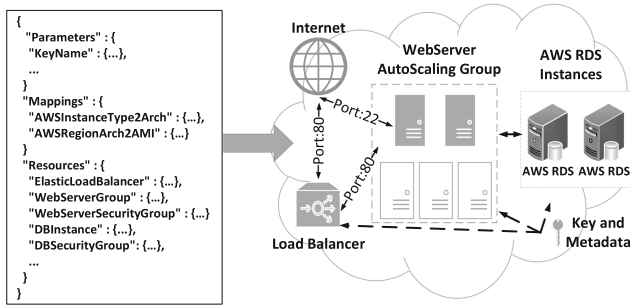 {
"Parameters" : {
"KeyName" : {...},
...
}
"Mappings" : {
"AWSInstanceType2Arch" : {...},
"AWSRegionArch2AMI" : {...}
}
"Resources" : {
"ElasticLoadBalancer" : {...},
"WebServerGroup" : {...},
"WebServerSecurityGroup" : {...}
"DBInstance" : {...},
"DBSecurityGroup": {...},
...
}
}
Internet
WebServer
AutoScaling Group
AWS RDS
Instances
Port:22
Port:80
Port:80
AWS RDS
AWS RDS
Load Balancer
Key and
Metadata